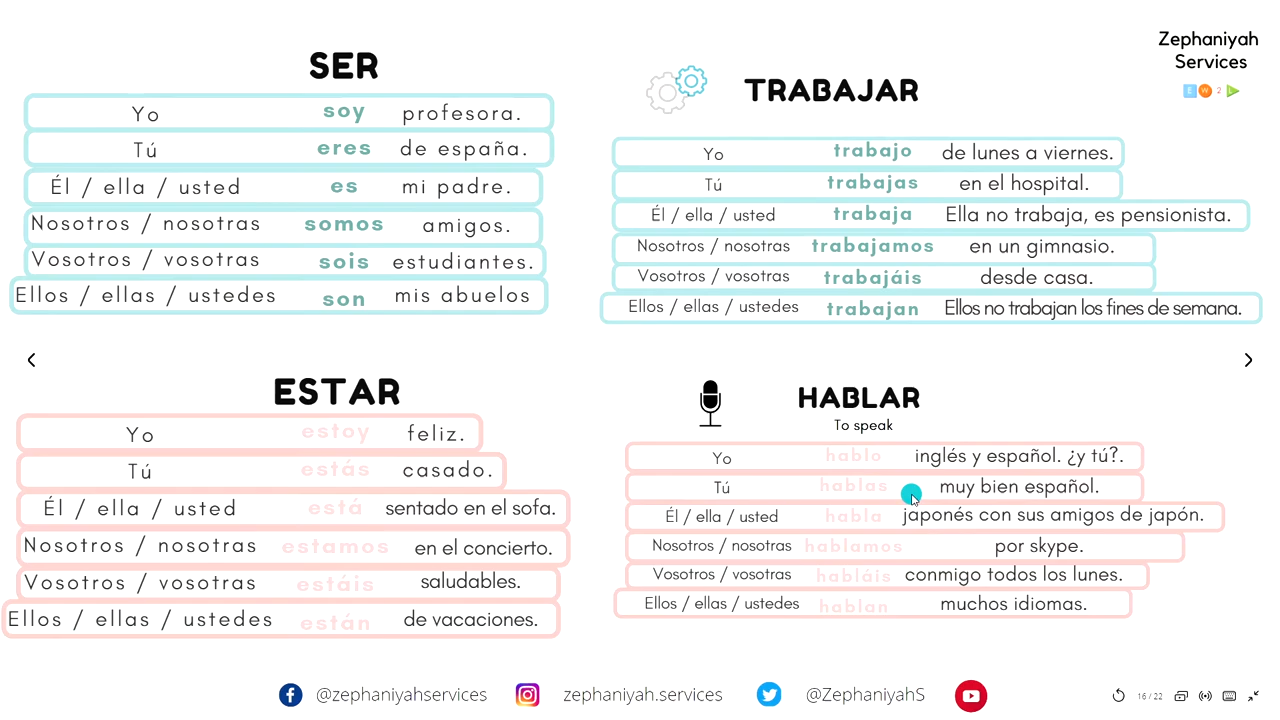 Zephaniyah
Services
E W 2
SER
Yo soy profesora.
Tú eres de españa.
Él / ella / usted es mi padre.
Nosotros / nosotras somos amigos.
Vosotros / vosotras sois estudiantes.
Ellos / ellas / ustedes son mis abuelos
TRABAJAR
Yo trabajo de lunes a viernes.
Tú trabajas en el hospital.
Él / ella / usted trabaja Ella no trabaja, es pensionista.
Nosotros / nosotras trabajamos en un gimnasio.
Vosotros / vosotras trabajáis desde casa.
Ellos / ellas / ustedes trabajan Ellos no trabajan los fines de semana.
ESTAR
Yo estoy feliz.
Tú estás casado.
Él / ella / usted está sentado en el sofa.
Nosotros / nosotras estamos en el concierto.
Vosotros / vosotras estáis saludables.
Ellos / ellas / ustedes están de vacaciones.
HABLAR
To speak
Yo hablo inglés y español. ¿y tú?.
Tú hablas muy bien español.
Él / ella / usted habla japonés con sus amigos de japón.
Nosotros / nosotras hablamos por skype.
Vosotros / vosotras habláis conmigo todos los lunes.
Ellos / ellas / ustedes hablan muchos idiomas.
@zephaniyahservices zephaniyah.services @ZephaniyahS
16 / 22